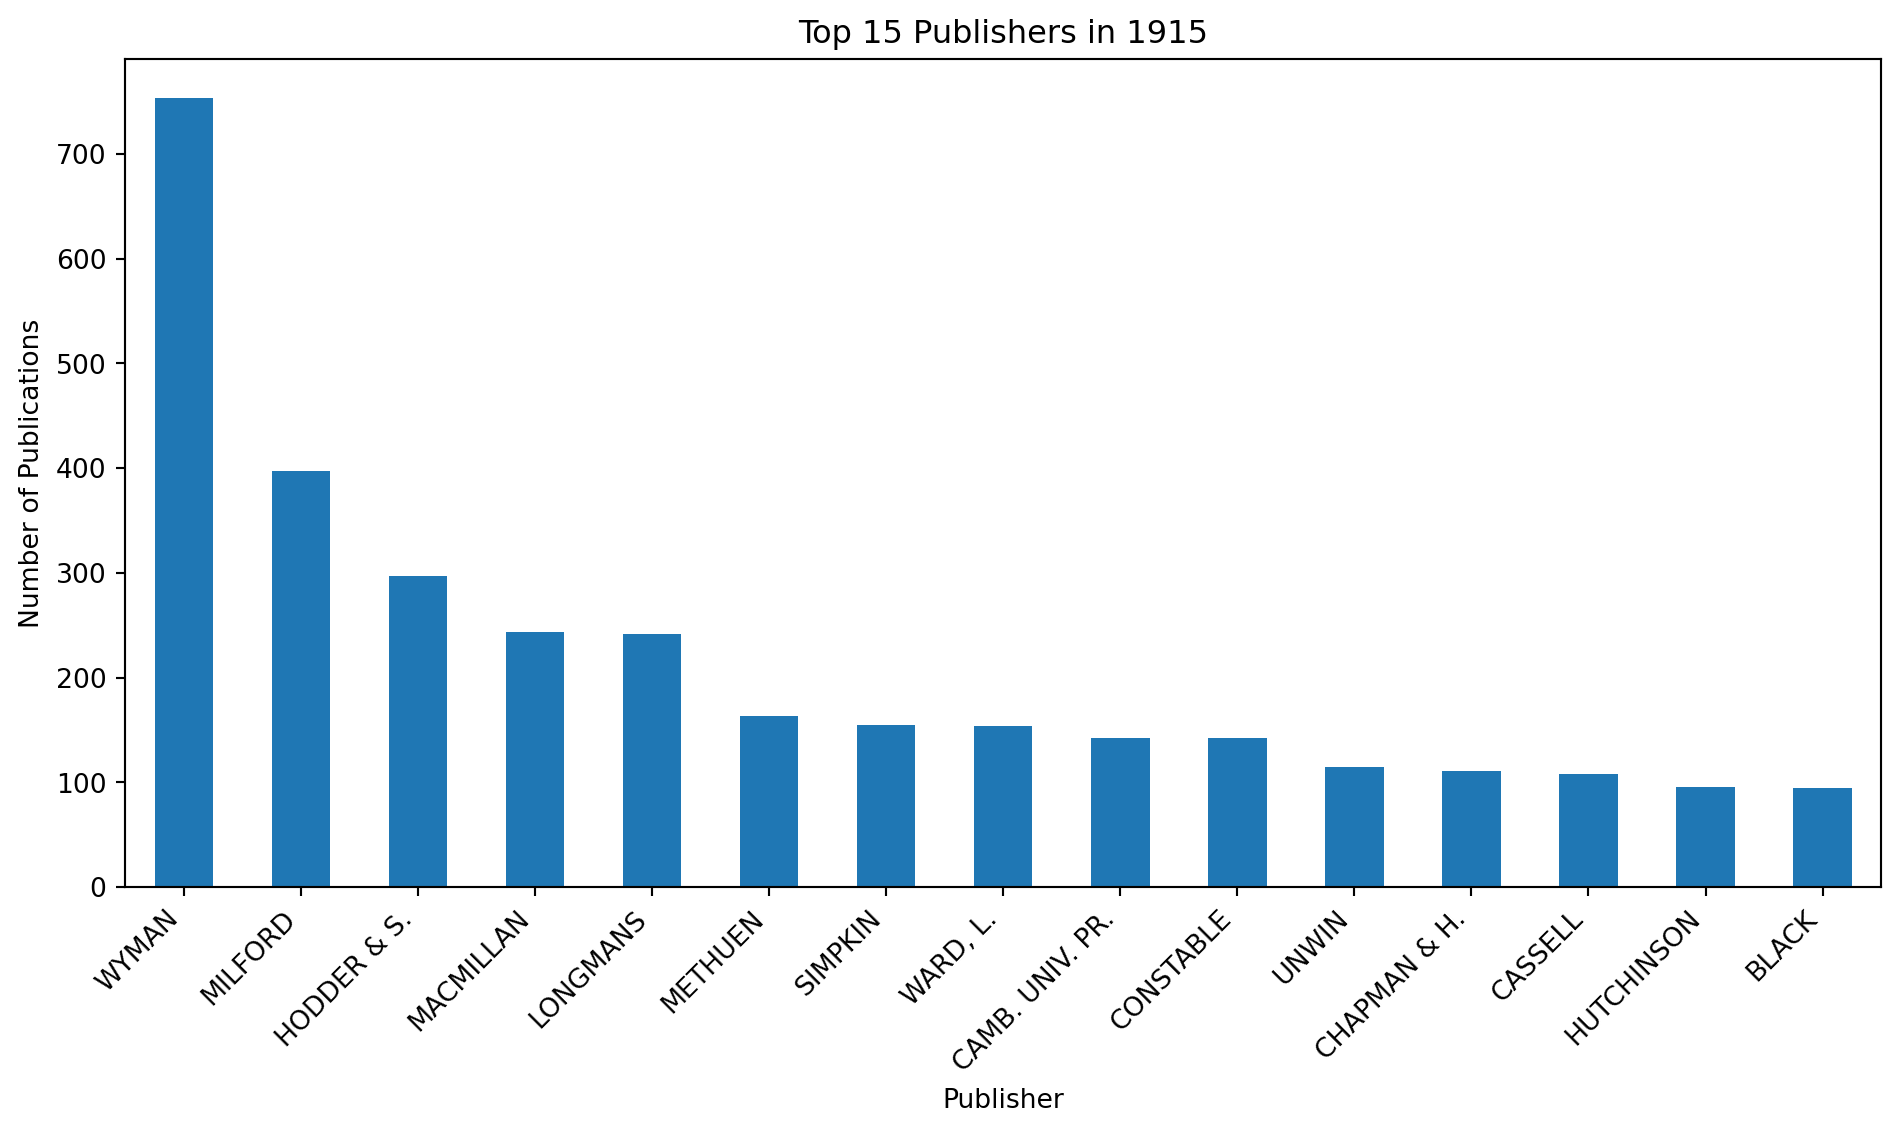 Top 15 Publishers in 1915
Number of Publications
700
600
500
400
300
200
100
0
WYMAN
MILFORD
HODDER & S.
MACMILLAN
LONGMANS
METHUEN
SIMPKIN
WARD, L.
CAMB. UNIV. PR.
CONSTABLE
UNWIN
CHAPMAN & H.
CASSELL
HUTCHINSON
BLACK
Publisher